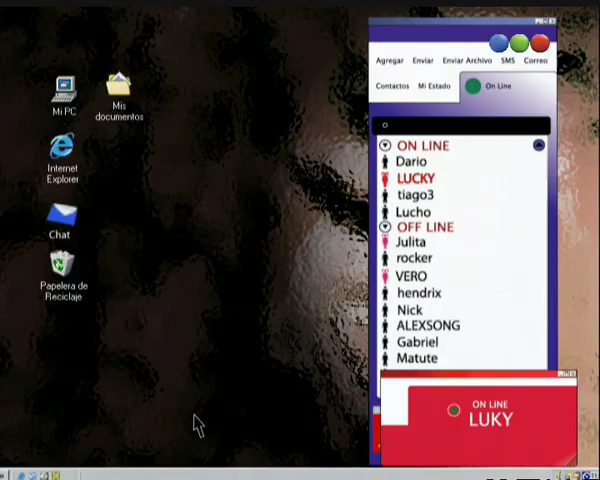 Mi PC
Mis
documentos
Internet
Explorer
Chat
Papelera de
Reciclaje
Agregar Enviar Enviar Archivo SMS Correo
Contactos Mi Estado On Line
ON LINE
Dario
LUCKY
tiago3
Lucho
OFF LINE
Julita
rocker
VERO
hendrix
Nick
ALEXSONG
Gabriel
Matute
ON LINE
LUKY